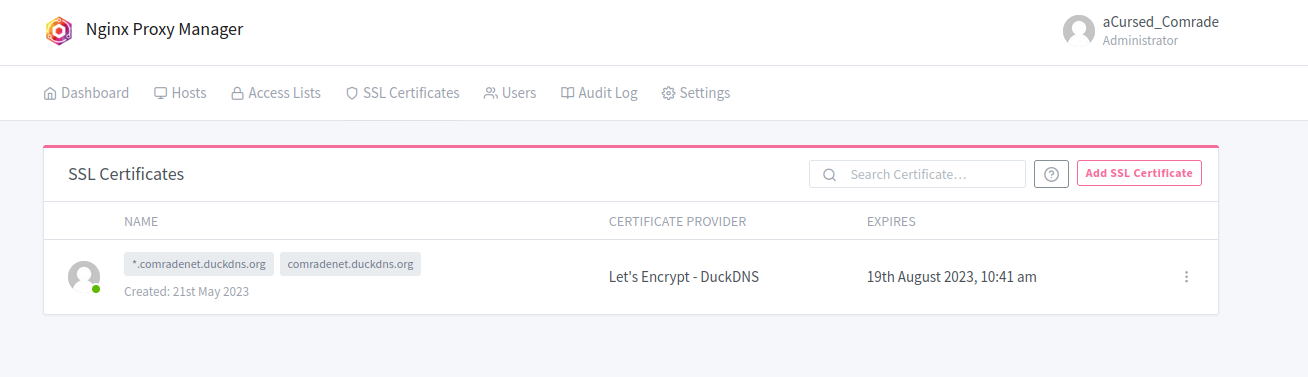 Nginx Proxy Manager
aCursed_Comrade
Administrator
Dashboard Hosts Access Lists SSL Certificates Users Audit Log Settings
SSL Certificates
Search Certificate...
Add SSL Certificate
NAME CERTIFICATE PROVIDER EXPIRES
*.comradenet.duckdns.org comradenet.duckdns.org
Created: 21st May 2023
Let's Encrypt - DuckDNS
19th August 2023, 10:41 am